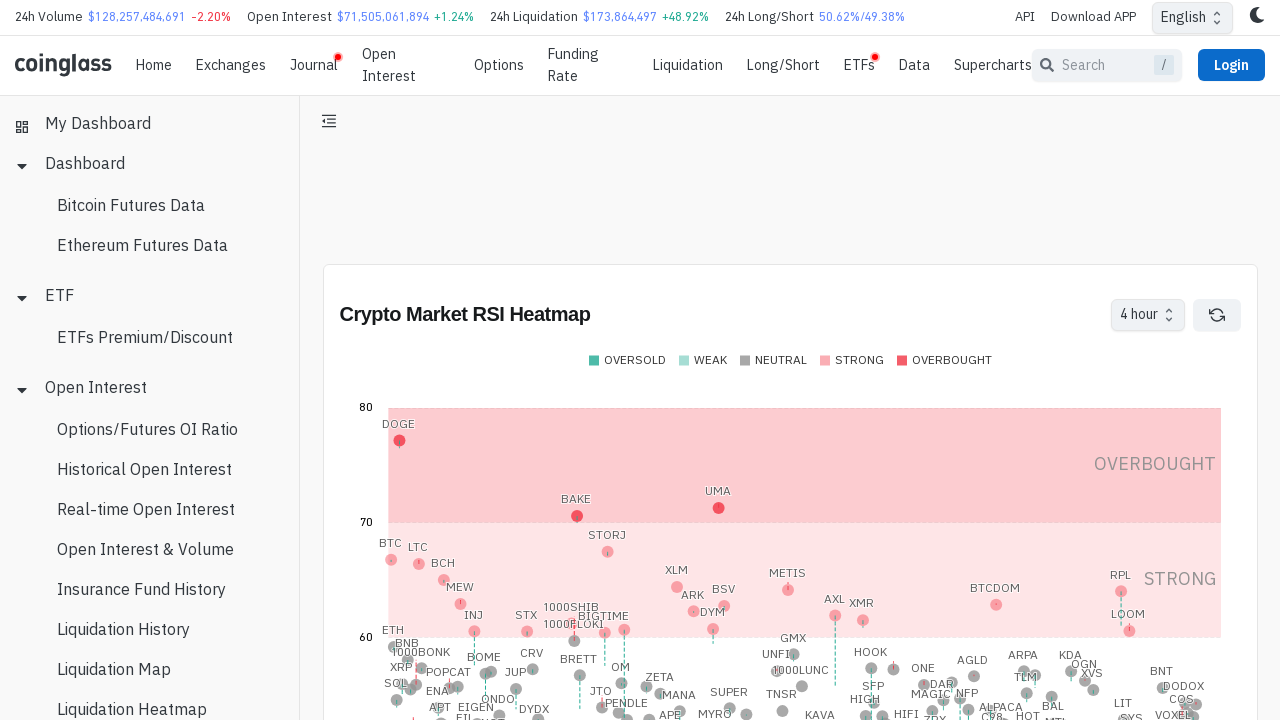 24h Volume $128,257,484,691 -2.20% Open Interest $71,505,061,894 +1.24% 24h Liquidation $173,864,497 +48.92% 24h Long/Short 50.62%/49.38% API Download APP English
coinglass Home Exchanges Journal Open Interest Options Funding Rate Liquidation Long/Short ETFs Data Supercharts Search / Login
My Dashboard
Dashboard
Bitcoin Futures Data
Ethereum Futures Data
ETF
ETFs Premium/Discount
Open Interest
Options/Futures OI Ratio
Historical Open Interest
Real-time Open Interest
Open Interest & Volume
Insurance Fund History
Liquidation History
Liquidation Map
Liquidation Heatmap
Crypto Market RSI Heatmap 4 hour
OVERSOLD WEAK NEUTRAL STRONG OVERBOUGHT
80
DOGE
OVERBOUGHT
BAKE UMA
70
STORJ
BTC LTC
BCH XLM METIS RPL STRONG
MEW ARK BSV BTCDOM
INJ STX 1000SHIB BIGTIME DYM AXL XMR LOOM
1000FLOKI
60
ETH GMX
BNB
1000BONK BOME CRV BRETT UNFI HOOK AGLD ARPA KDA
XRP POPCAT JUP OM 1000LUNC ONE OGN BNT
SOL ENA ONDO JTO ZETA SFP DAR TLM XVS DODOX
APT EIGEN DYDX PENDLE MANA SUPER TNSR HIGH MAGIC NFP ALPACA BAL LIT COS
APE MYRO KAVA HIFI HOT VOXEL